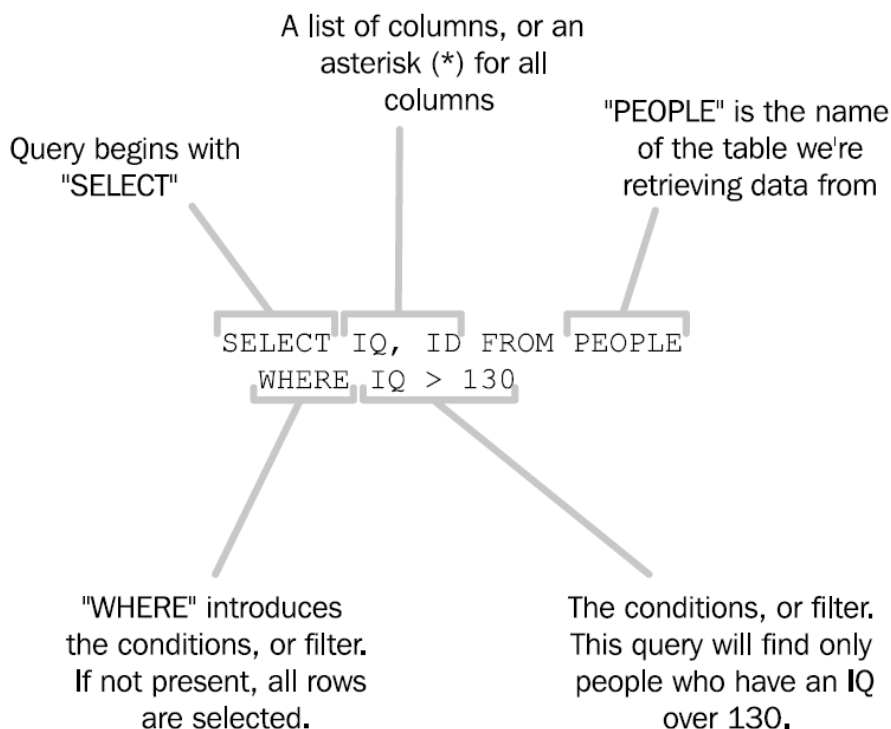 A list of columns, or an
asterisk (*) for all
columns
"PEOPLE" is the name
of the table we're
retrieving data from
Query begins with
"SELECT"
SELECT IQ, ID FROM PEOPLE
WHERE IQ > 130
"WHERE" introduces
the conditions, or filter.
If not present, all rows
are selected.
The conditions, or filter.
This query will find only
people who have an IQ
over 130.